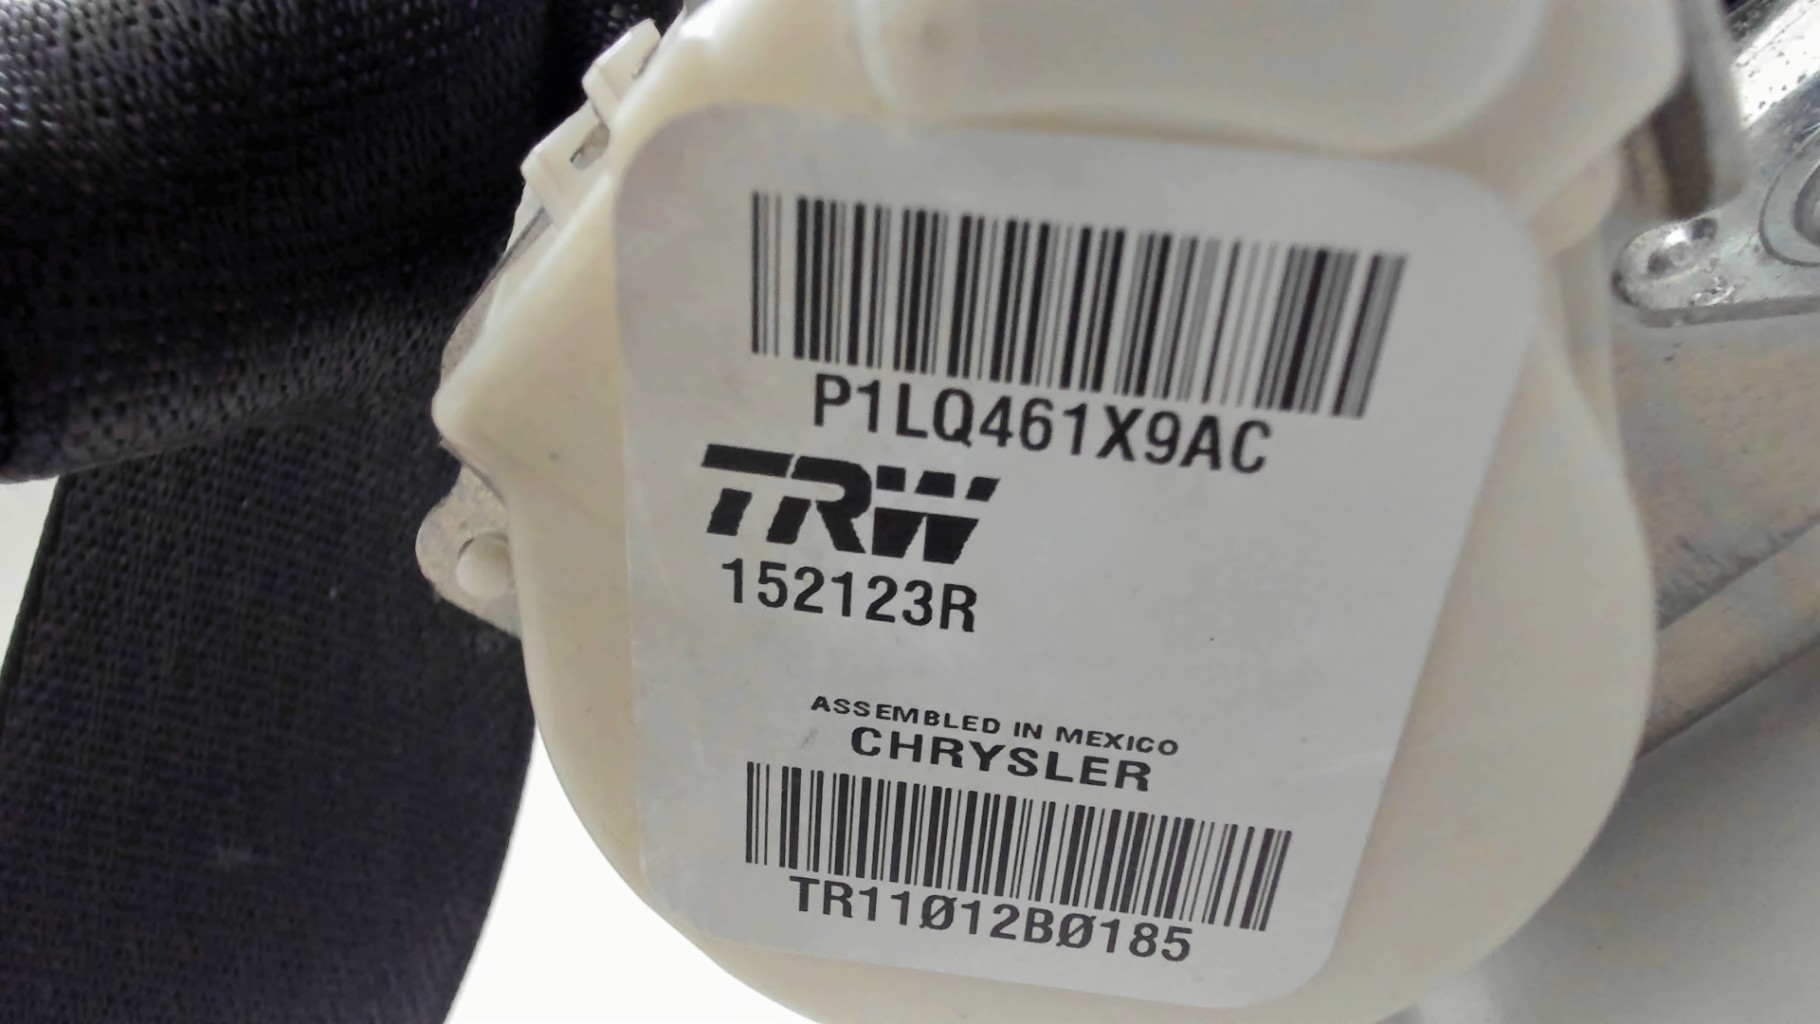 P1LQ461X9AC
TRW
152123R
ASSEMBLED IN MEXICO
CHRYSLER
TR11Ø12BØ185